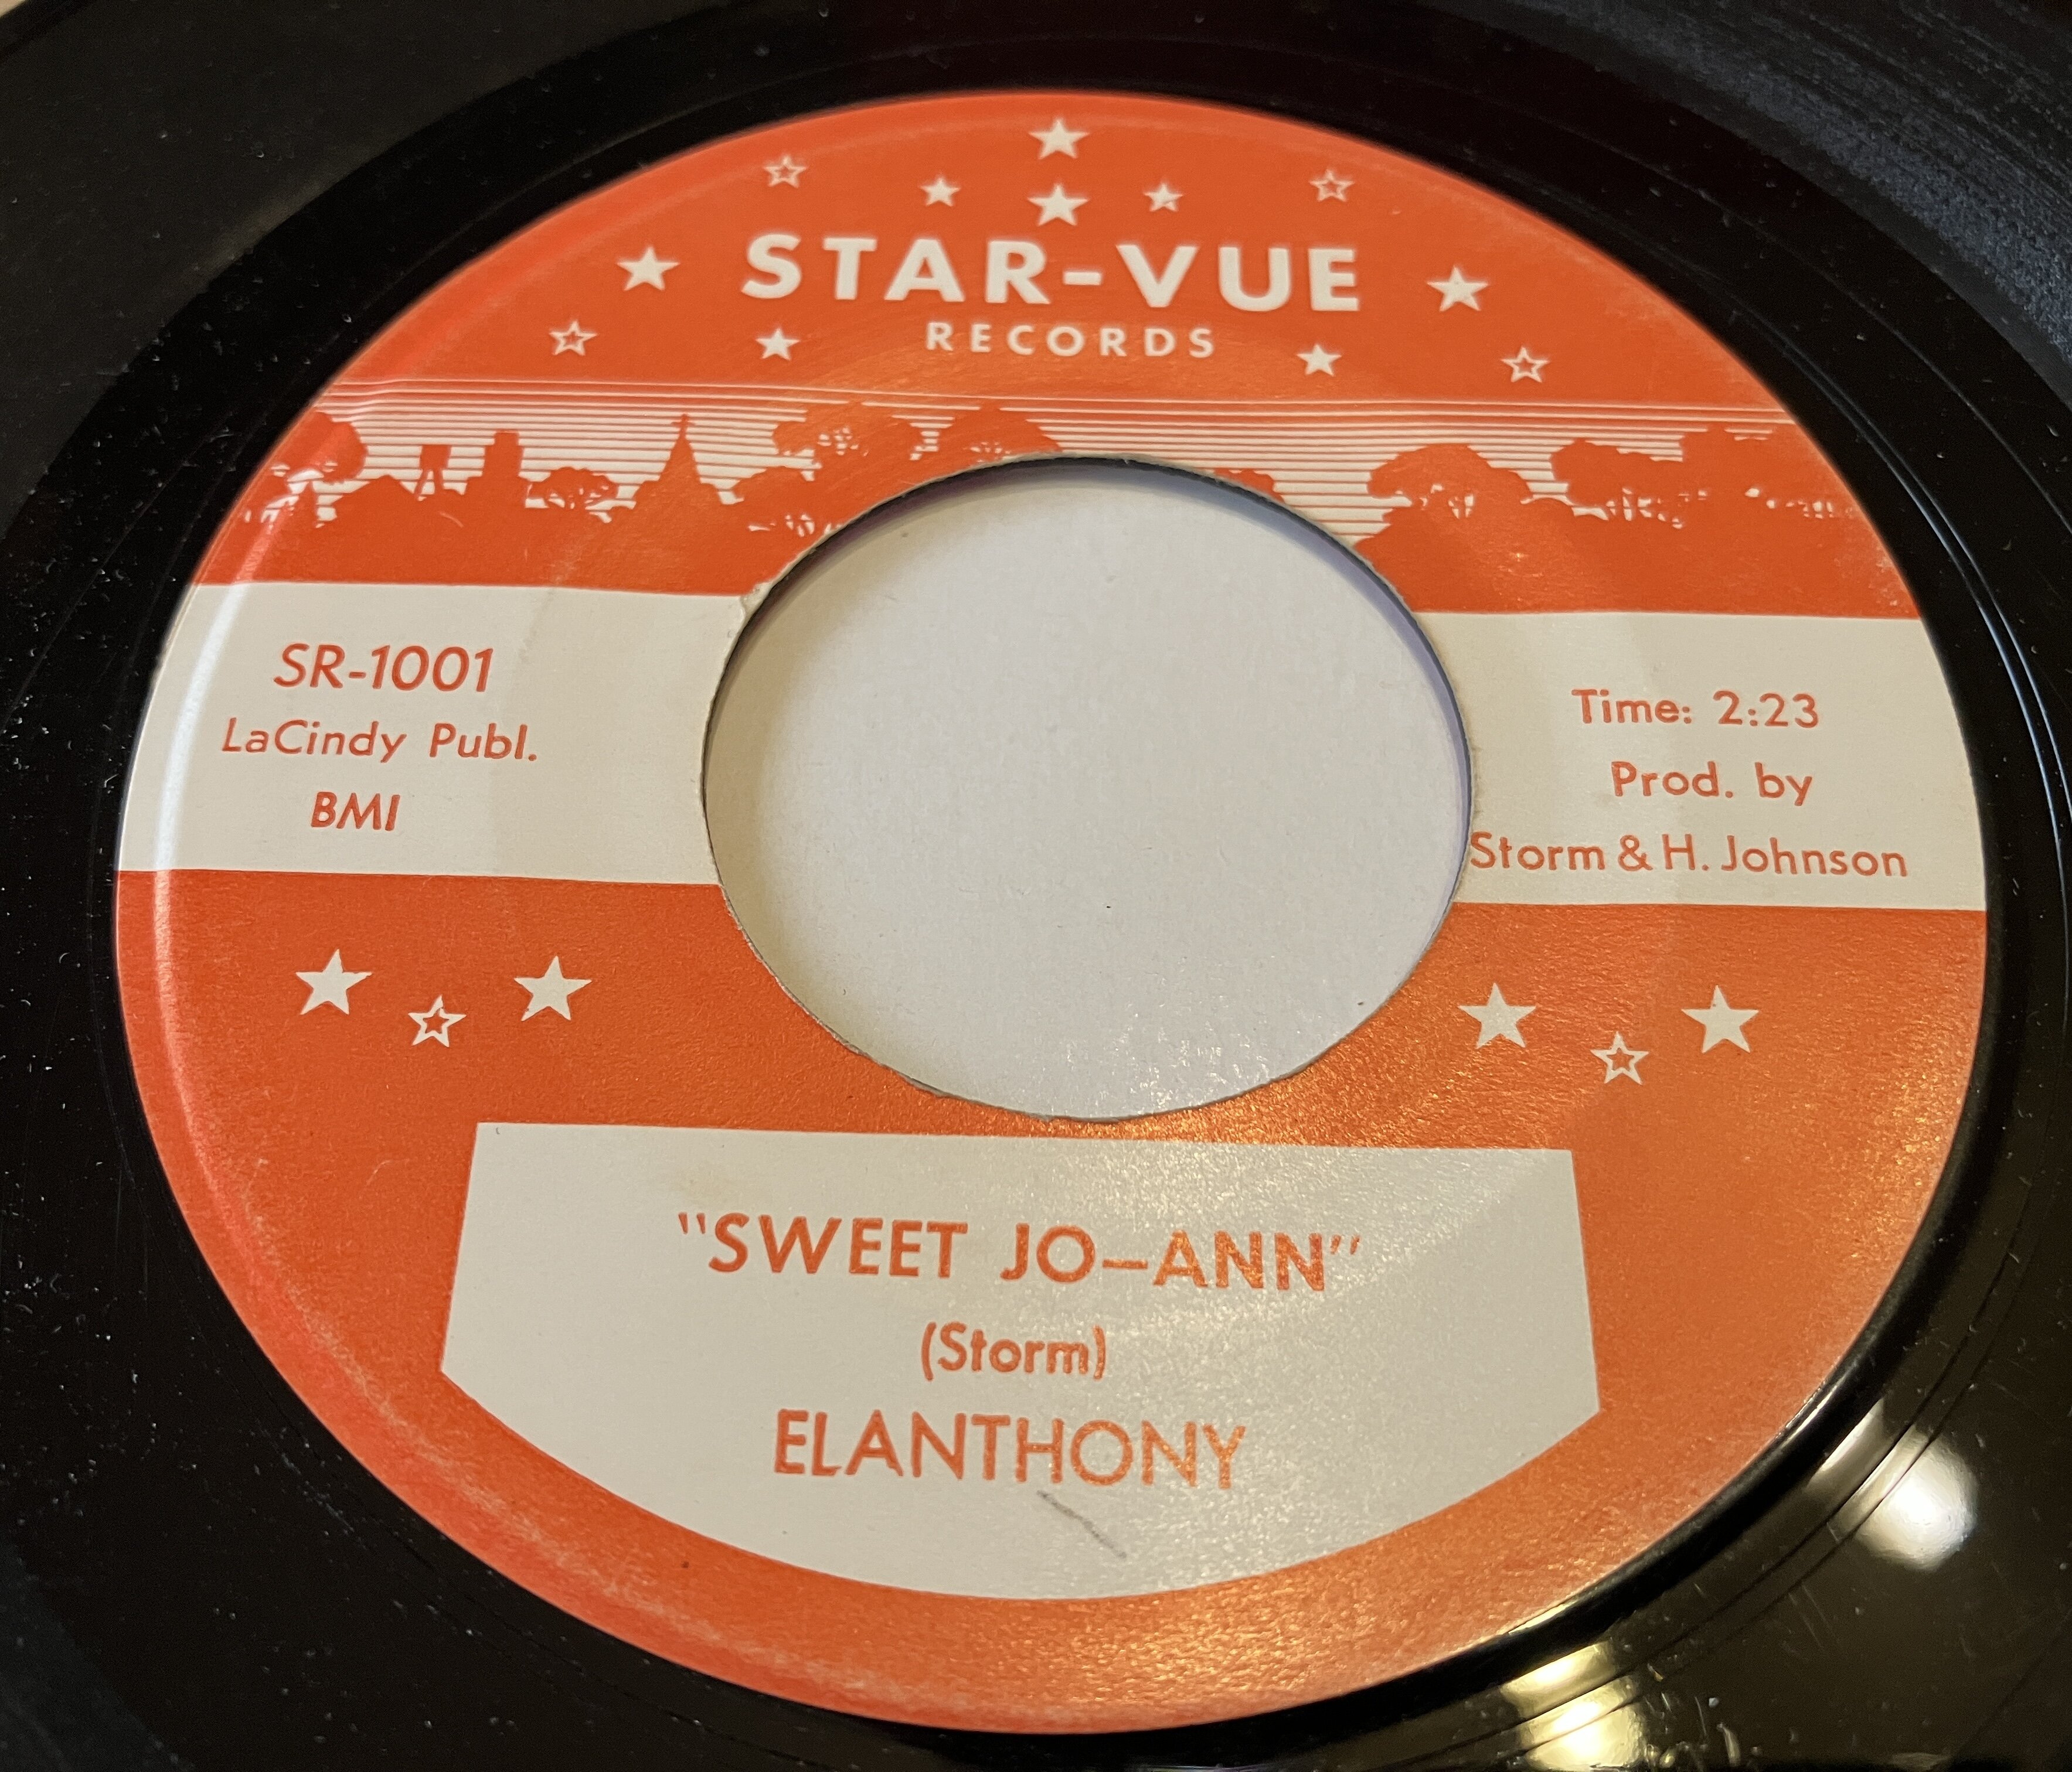 STAR-VUE
RECORDS
SR-1001
LaCindy Publ.
BMI
Time: 2:23
Prod. by
Storm & H. Johnson
"SWEET JO-ANN"
(Storm)
ELANTHONY